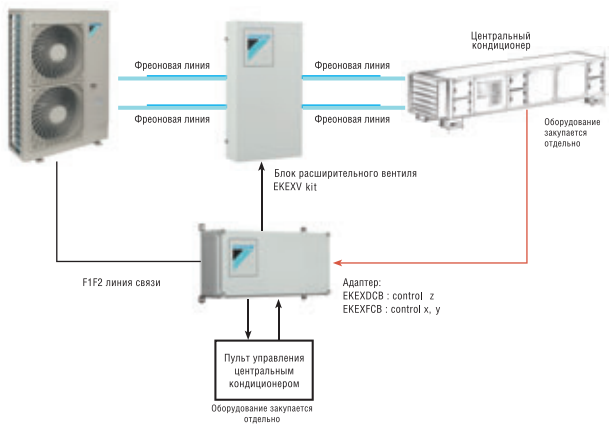 Центральный
кондиционер
Фреоновая линия
Фреоновая линия
Фреоновая линия
Фреоновая линия
Оборудование
закупается
отдельно
Блок расширительного вентиля
EKEXV kit
F1F2 линия связи
Адаптер:
EKEXDCB : control z
EKEXFCB : control x, y
Пульт управления
центральным
кондиционером
Оборудование закупается
отдельно